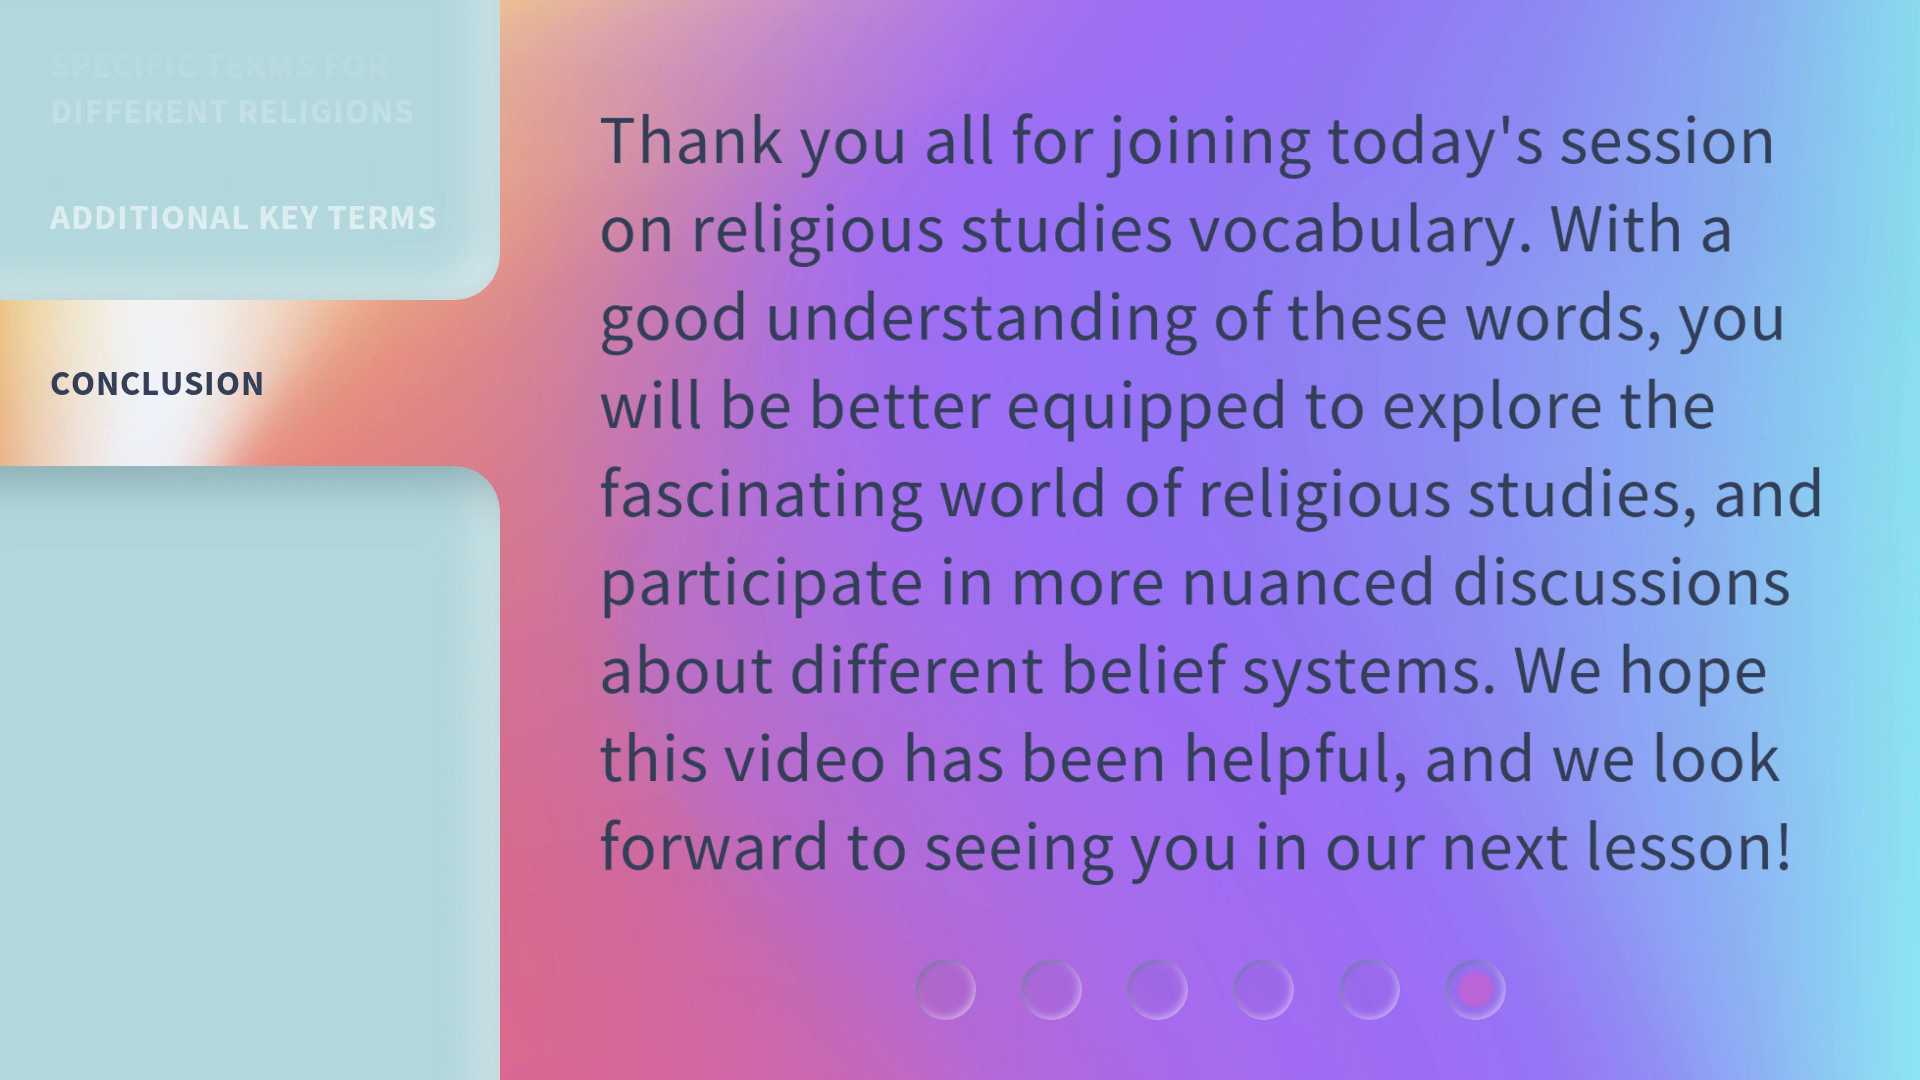 SPECIFIC TERMS FOR
DIFFERENT RELIGIONS
ADDITIONAL KEY TERMS
CONCLUSION
Thank you all for joining today's session
on religious studies vocabulary. With a
good understanding of these words, you
will be better equipped to explore the
fascinating world of religious studies, and
participate in more nuanced discussions
about different belief systems. We hope
this video has been helpful, and we look
forward to seeing you in our next lesson!